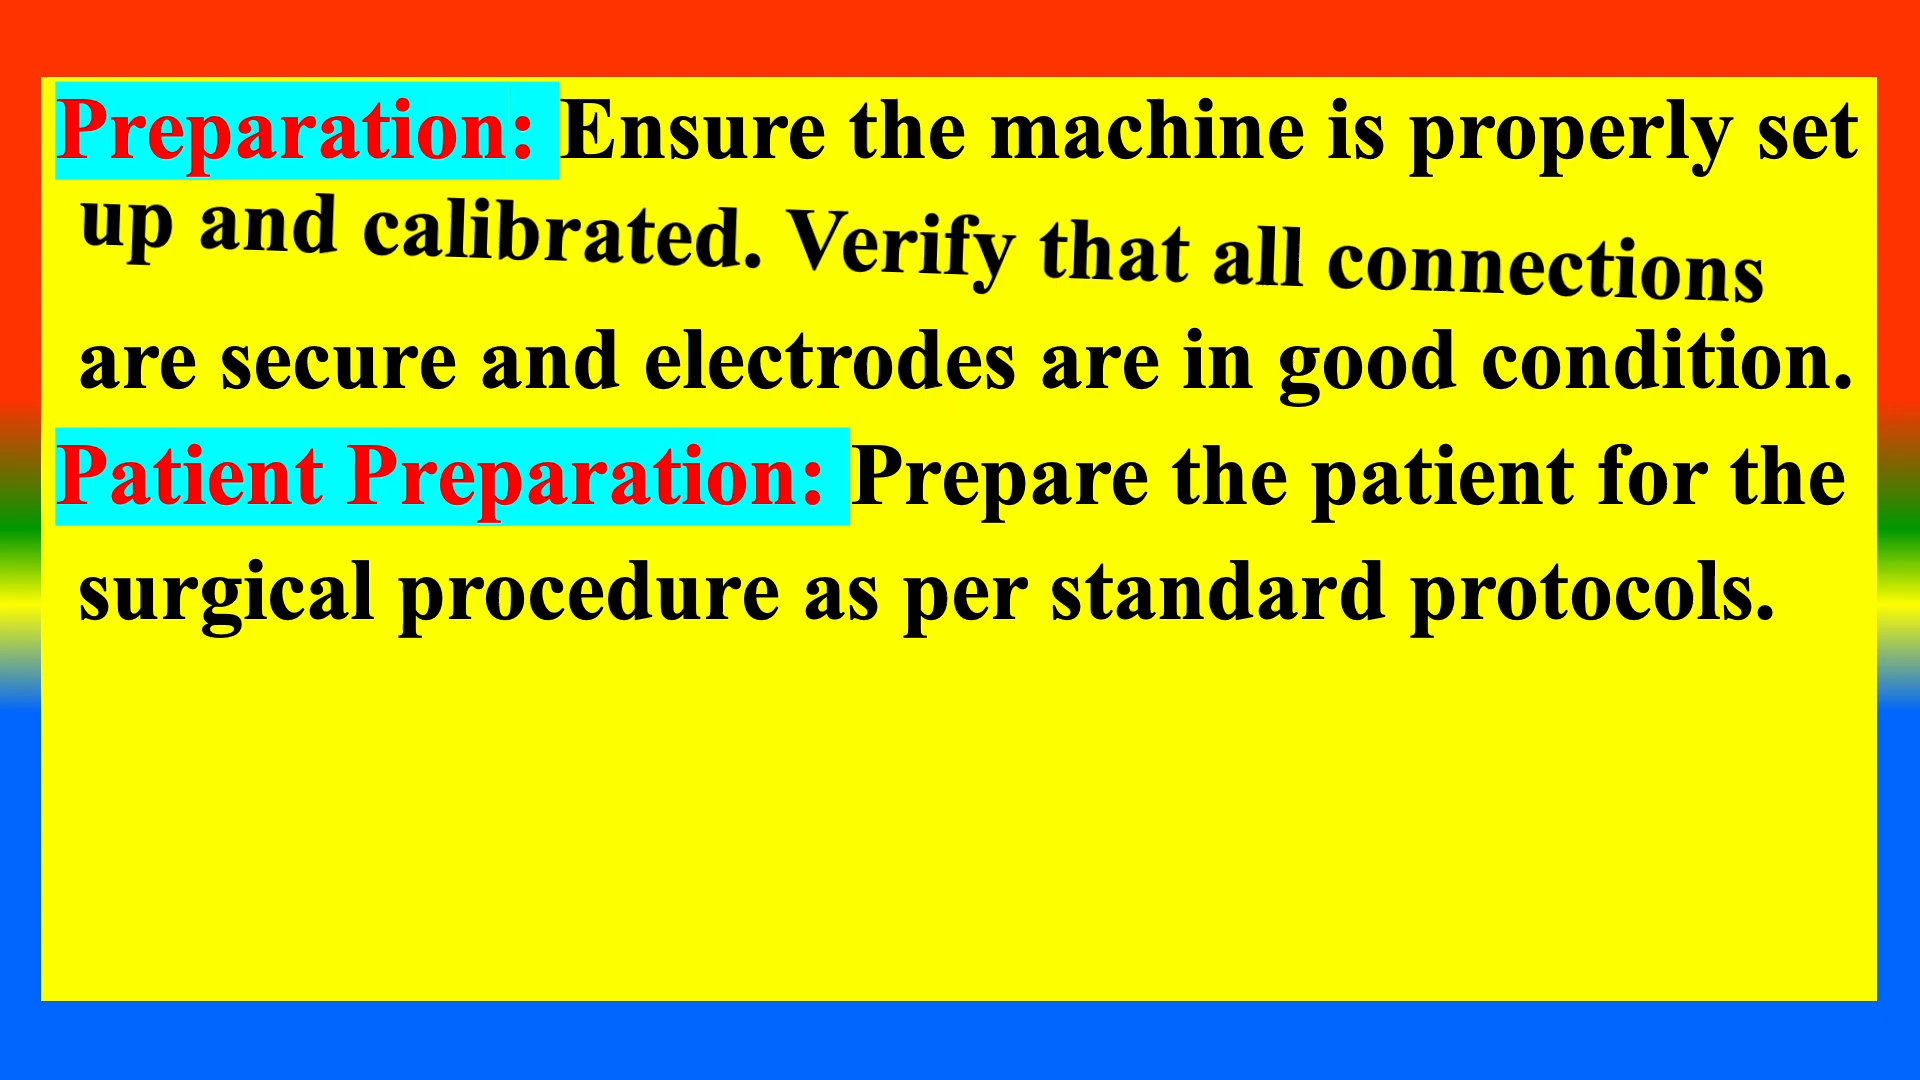 Preparation: Ensure the machine is properly set
up and calibrated. Verify that all connections
are secure and electrodes are in good condition.
Patient Preparation: Prepare the patient for the
surgical procedure as per standard protocols.